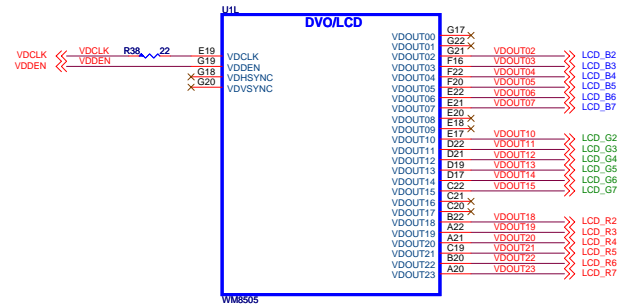 U1L
DVO/LCD
VDCLK VDCLK R38 22 E19 VDCLK
VDDEN VDDEN G19 VDDEN
G18 VDHSYNC
G20 VDVSYNC
VDOUT00 G17
VDOUT01 G22
VDOUT02 G21 VDOUT02 LCD_B2
VDOUT03 F16 VDOUT03 LCD_B3
VDOUT04 F22 VDOUT04 LCD_B4
VDOUT05 F20 VDOUT05 LCD_B5
VDOUT06 E22 VDOUT06 LCD_B6
VDOUT07 E21 VDOUT07 LCD_B7
VDOUT08 E20
VDOUT09 E18
VDOUT10 E17 VDOUT10 LCD_G2
VDOUT11 D22 VDOUT11 LCD_G3
VDOUT12 D21 VDOUT12 LCD_G4
VDOUT13 D19 VDOUT13 LCD_G5
VDOUT14 D17 VDOUT14 LCD_G6
VDOUT15 C22 VDOUT15 LCD_G7
VDOUT16 C21
VDOUT17 C20
VDOUT18 B22 VDOUT18 LCD_R2
VDOUT19 A22 VDOUT19 LCD_R3
VDOUT20 A21 VDOUT20 LCD_R4
VDOUT21 C19 VDOUT21 LCD_R5
VDOUT22 B20 VDOUT22 LCD_R6
VDOUT23 A20 VDOUT23 LCD_R7
WM8505